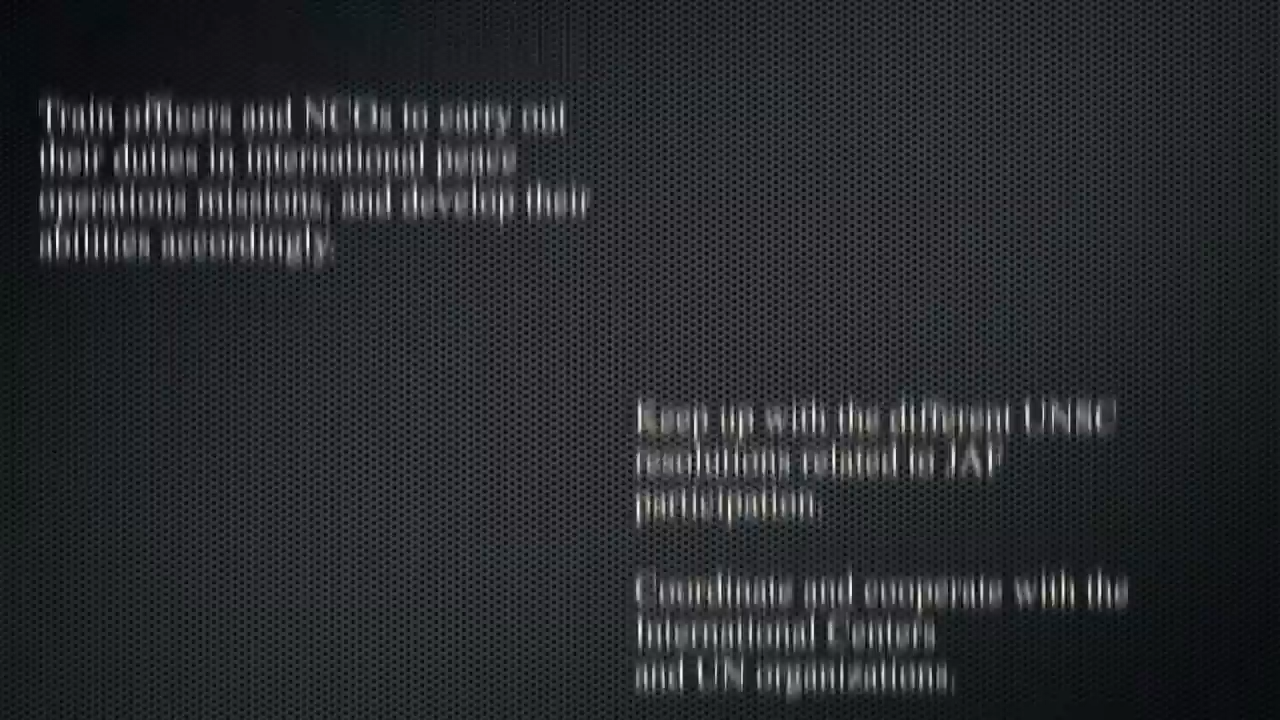 Train officers and NCOs to carry out
their duties in international peace
operations missions, and develop their
abilities accordingly.
Keep up with the different UNSC
resolutions related to JAF
participation.
Coordinate and cooperate with the
International Centers
and UN organizations.